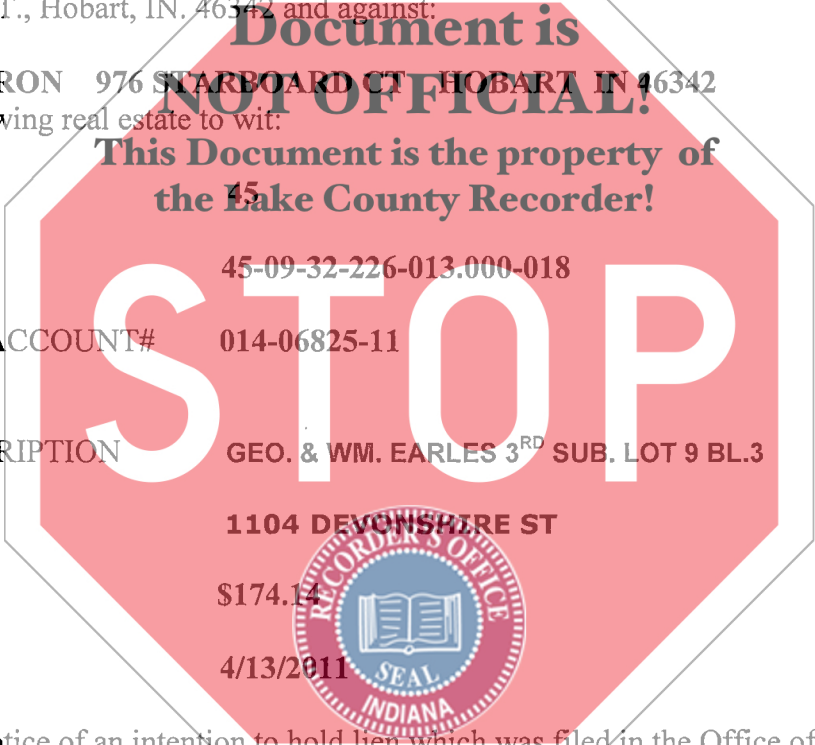 T., Hobart, IN. 46342 and against:
Document is
RON 976 STARBOARD CT HOBART IN 46342
NOT OFFICIAL!
wing real estate to wit:
This Document is the property of
45
the Lake County Recorder!
45-09-32-226-013.000-018
STOP
ACCOUNT# 014-06825-11
RIPTION GEO. & WM. EARLES 3RD SUB. LOT 9 BL.3
1104 DEVONSHIRE ST
RECORDER'S OFFICE
$174.14
4/13/2011
SEAL
INDIANA
tice of an intention to hold lien which was filed in the Office of